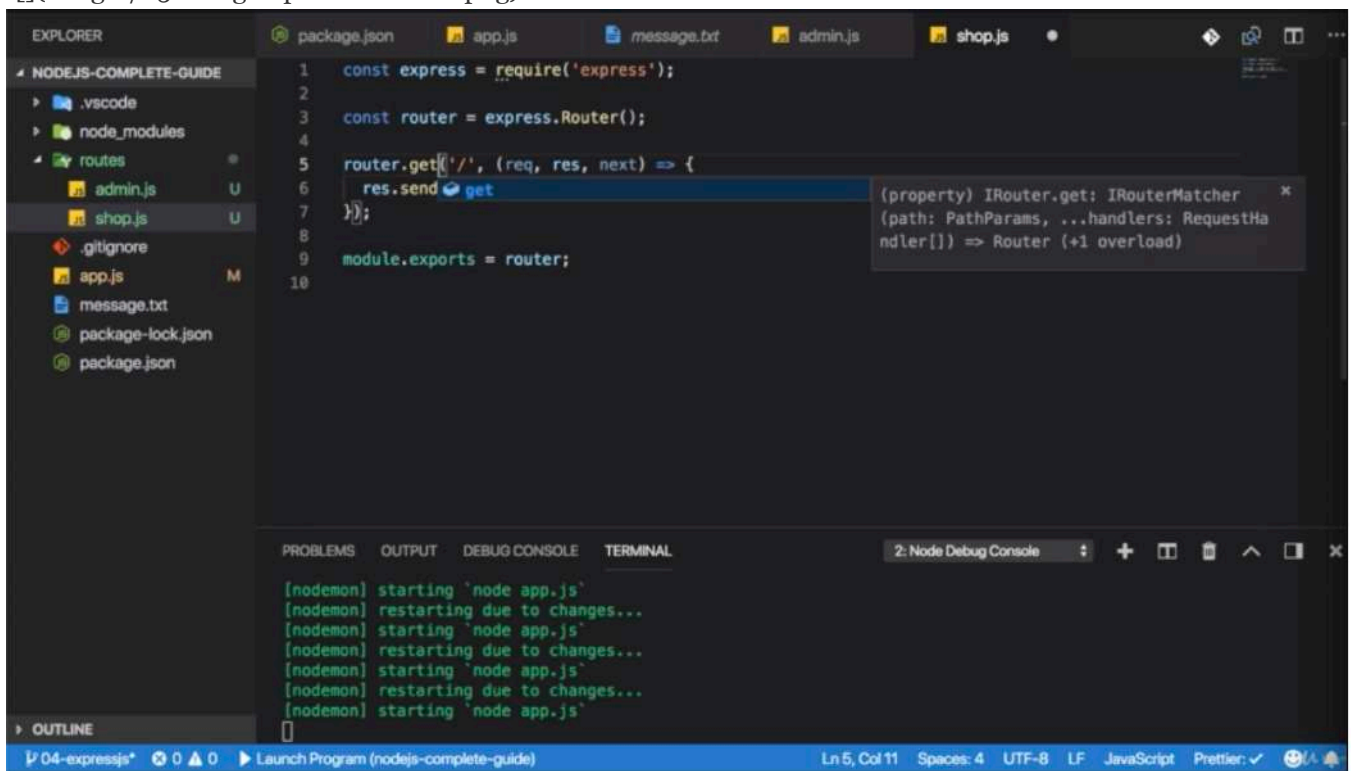 EXPLORER
package.json app.js message.txt admin.js shop.js
NODEJS-COMPLETE-GUIDE
.vscode
node_modules
routes
admin.js U
shop.js U
.gitignore
app.js M
message.txt
package-lock.json
package.json
OUTLINE
1 const express = require('express');
2
3 const router = express.Router();
4
5 router.get('/', (req, res, next) => {
6 res.send get
7 });
8
9 module.exports = router;
10
(property) IRouter.get: IRouterMatcher
(path: PathParams, ...handlers: RequestHa
ndler[]) => Router (+1 overload)
PROBLEMS OUTPUT DEBUG CONSOLE TERMINAL 2: Node Debug Console
[nodemon] starting `node app.js`
[nodemon] restarting due to changes...
[nodemon] starting `node app.js`
[nodemon] restarting due to changes...
[nodemon] starting `node app.js`
[nodemon] restarting due to changes...
[nodemon] starting `node app.js`
04-expressjs* 0 0 Launch Program (nodejs-complete-guide) Ln 5, Col 11 Spaces: 4 UTF-8 LF JavaScript Prettier: ✓